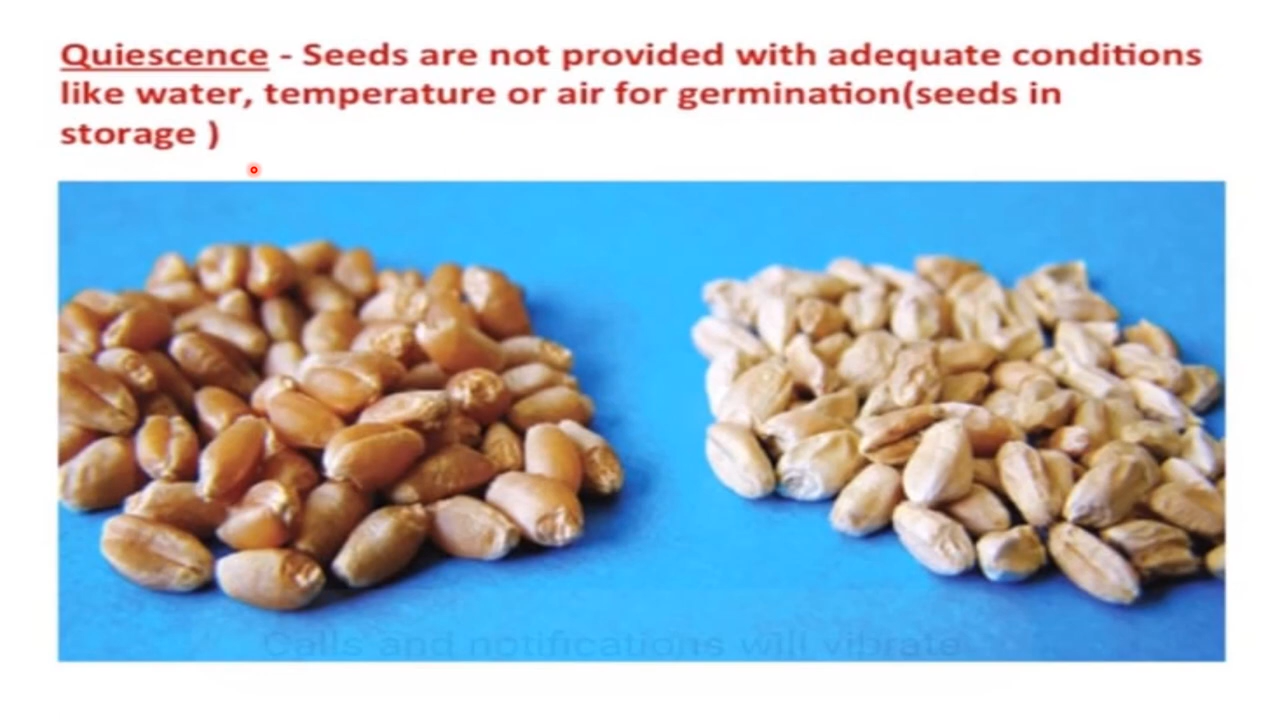 Quiescence - Seeds are not provided with adequate conditions
like water, temperature or air for germination(seeds in
storage )
Calls and notifications will vibrate